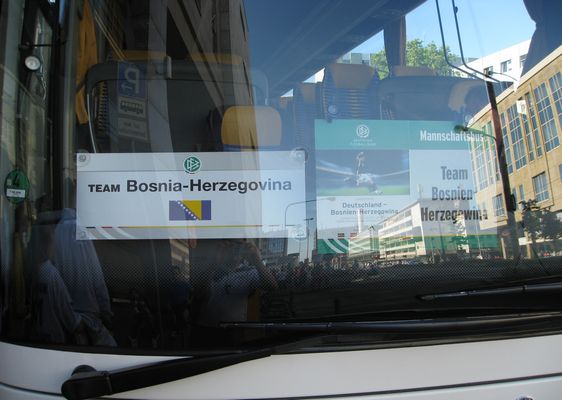 TEAM Bosnia-Herzegovina
Mannschaftsbus
Deutschland –
Bosnien-Herzegowina
Team
Bosnien-
Herzegowina